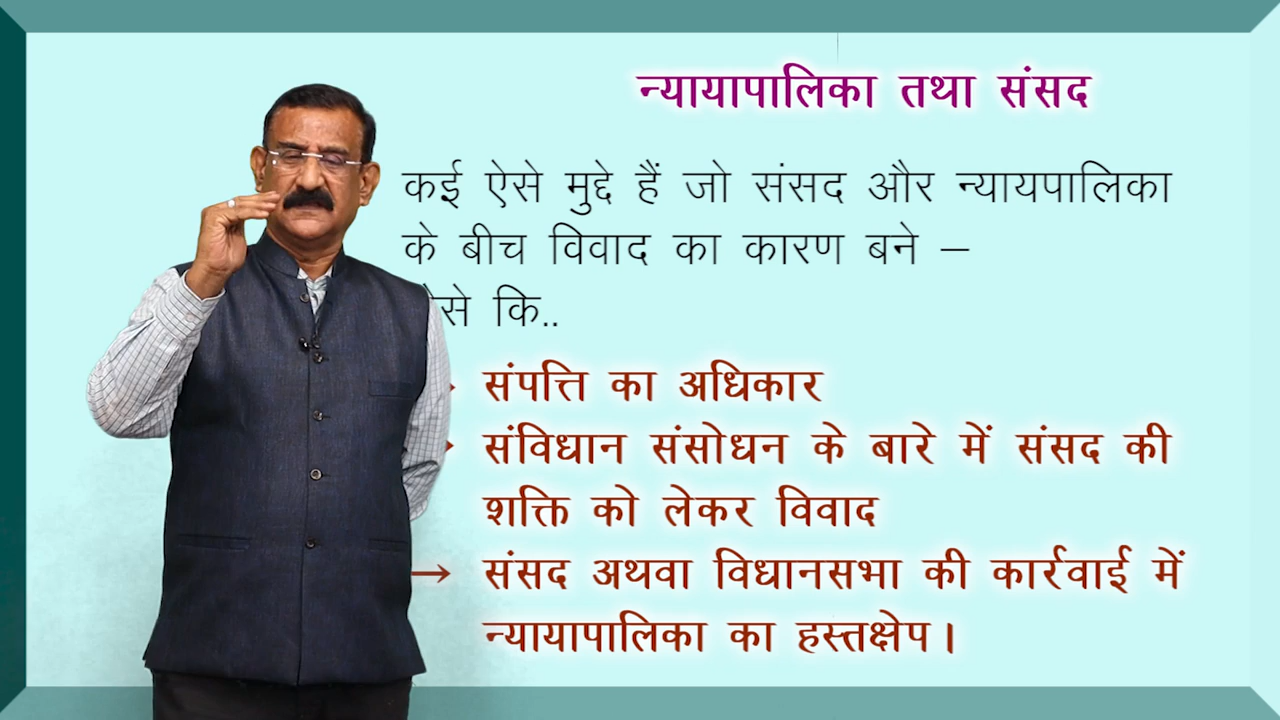 न्यायापालिका तथा संसद
कई ऐसे मुद्दे हैं जो संसद और न्यायपालिका
के बीच विवाद का कारण बने –
कि..
संपत्ति का अधिकार
संविधान संसोधन के बारे में संसद की
शक्ति को लेकर विवाद
→ संसद अथवा विधानसभा की कार्रवाई में
न्यायापालिका का हस्तक्षेप।